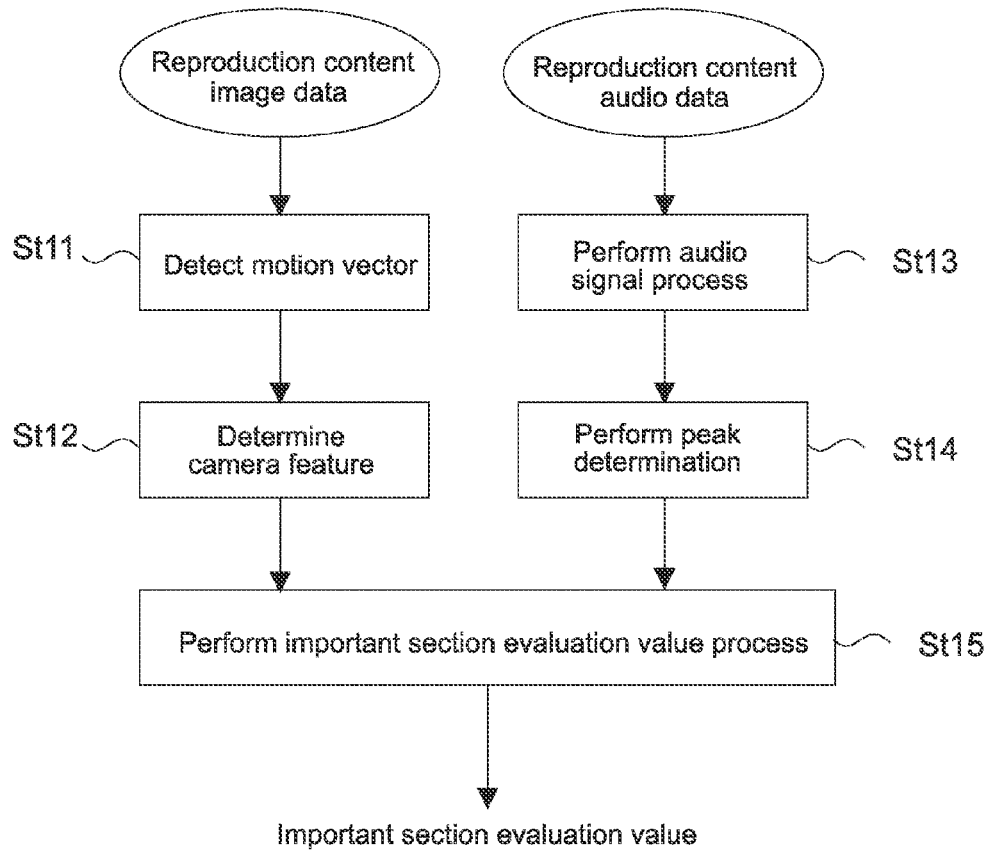 Reproduction content
image data
Reproduction content
audio data
St11
Detect motion vector
Perform audio
signal process
St13
St12
Determine
camera feature
Perform peak
determination
St14
Perform important section evaluation value process
St15
Important section evaluation value